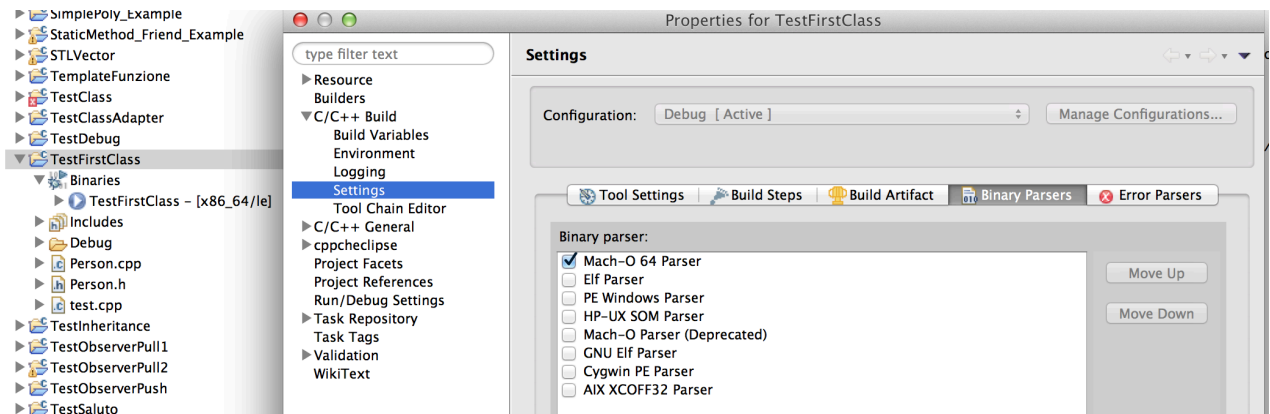 SimplePoly_Example
StaticMethod_Friend_Example
STLVector
TemplateFunzione
TestClass
TestClassAdapter
TestDebug
TestFirstClass
Binaries
TestFirstClass - [x86_64/le]
Includes
Debug
Person.cpp
Person.h
test.cpp
TestInheritance
TestObserverPull1
TestObserverPull2
TestObserverPush
TestSaluto
Properties for TestFirstClass
type filter text
Resource
Builders
C/C++ Build
Build Variables
Environment
Logging
Settings
Tool Chain Editor
C/C++ General
cppcheclipse
Project Facets
Project References
Run/Debug Settings
Task Repository
Task Tags
Validation
WikiText
Settings
Configuration: Debug [ Active ] Manage Configurations...
Tool Settings Build Steps Build Artifact Binary Parsers Error Parsers
Binary parser:
Mach-O 64 Parser
Elf Parser
PE Windows Parser
HP-UX SOM Parser
Mach-O Parser (Deprecated)
GNU Elf Parser
Cygwin PE Parser
AIX XCOFF32 Parser
Move Up
Move Down